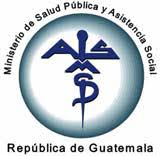 Ministerio de Salud Pública y Asistencia Social
República de Guatemala